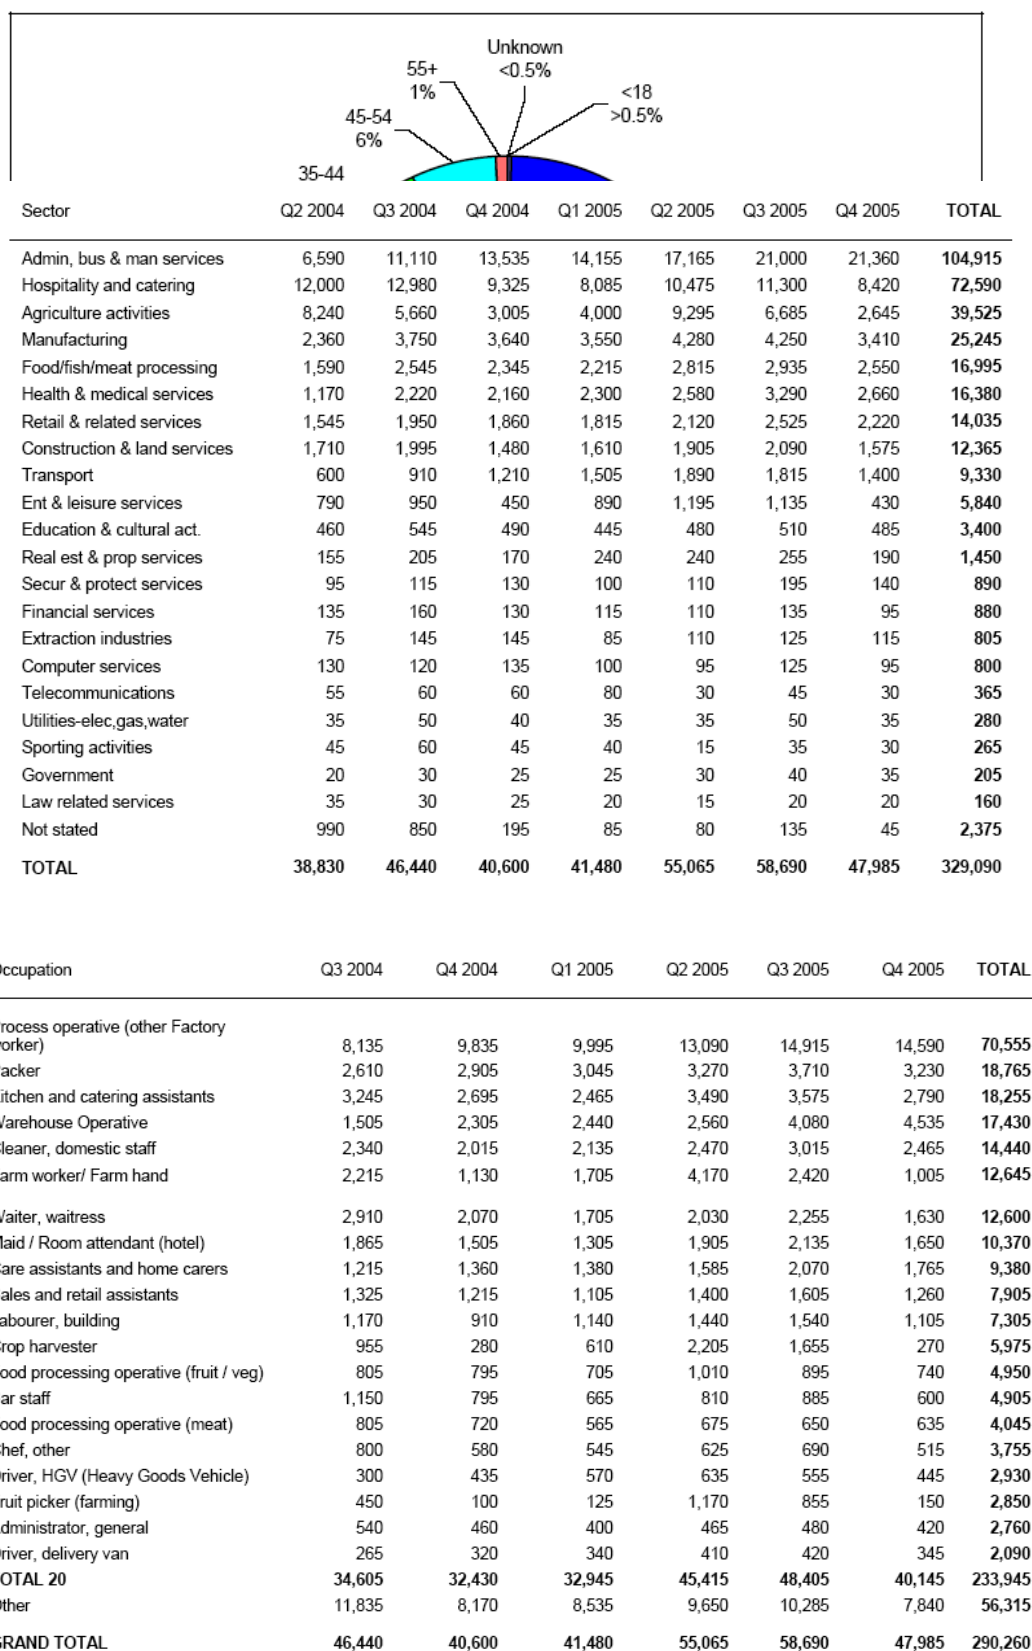 Unknown
55+ <0.5%
1% <18
45-54 >0.5%
6%
35-44
Sector Q2 2004 Q3 2004 Q4 2004 Q1 2005 Q2 2005 Q3 2005 Q4 2005 TOTAL
Admin, bus & man services 6,590 11,110 13,535 14,155 17,165 21,000 21,360 104,915
Hospitality and catering 12,000 12,980 9,325 8,085 10,475 11,300 8,420 72,590
Agriculture activities 8,240 5,660 3,005 4,000 9,295 6,685 2,645 39,525
Manufacturing 2,360 3,750 3,640 3,550 4,280 4,250 3,410 25,245
Food/fish/meat processing 1,590 2,545 2,345 2,215 2,815 2,935 2,550 16,995
Health & medical services 1,170 2,220 2,160 2,300 2,580 3,290 2,660 16,380
Retail & related services 1,545 1,950 1,860 1,815 2,120 2,525 2,220 14,035
Construction & land services 1,710 1,995 1,480 1,610 1,905 2,090 1,575 12,365
Transport 600 910 1,210 1,505 1,890 1,815 1,400 9,330
Ent & leisure services 790 950 450 890 1,195 1,135 430 5,840
Education & cultural act. 460 545 490 445 480 510 485 3,400
Real est & prop services 155 205 170 240 240 255 190 1,450
Secur & protect services 95 115 130 100 110 195 140 890
Financial services 135 160 130 115 110 135 95 880
Extraction industries 75 145 145 85 110 125 115 805
Computer services 130 120 135 100 95 125 95 800
Telecommunications 55 60 60 80 30 45 30 365
Utilities-elec,gas,water 35 50 40 35 35 50 35 280
Sporting activities 45 60 45 40 15 35 30 265
Government 20 30 25 25 30 40 35 205
Law related services 35 30 25 20 15 20 20 160
Not stated 990 850 195 85 80 135 45 2,375
TOTAL 38,830 46,440 40,600 41,480 55,065 58,690 47,985 329,090
Occupation Q3 2004 Q4 2004 Q1 2005 Q2 2005 Q3 2005 Q4 2005 TOTAL
rocess operative (other Factory
orker) 8,135 9,835 9,995 13,090 14,915 14,590 70,555
acker 2,610 2,905 3,045 3,270 3,710 3,230 18,765
itchen and catering assistants 3,245 2,695 2,465 3,490 3,575 2,790 18,255
Warehouse Operative 1,505 2,305 2,440 2,560 4,080 4,535 17,430
leaner, domestic staff 2,340 2,015 2,135 2,470 3,015 2,465 14,440
arm worker/ Farm hand 2,215 1,130 1,705 4,170 2,420 1,005 12,645
Waiter, waitress 2,910 2,070 1,705 2,030 2,255 1,630 12,600
Maid / Room attendant (hotel) 1,865 1,505 1,305 1,905 2,135 1,650 10,370
are assistants and home carers 1,215 1,360 1,380 1,585 2,070 1,765 9,380
ales and retail assistants 1,325 1,215 1,105 1,400 1,605 1,260 7,905
abourer, building 1,170 910 1,140 1,440 1,540 1,105 7,305
rop harvester 955 280 610 2,205 1,655 270 5,975
ood processing operative (fruit / veg) 805 795 705 1,010 895 740 4,950
ar staff 1,150 795 665 810 885 600 4,905
ood processing operative (meat) 805 720 565 675 650 635 4,045
hef, other 800 580 545 625 690 515 3,755
river, HGV (Heavy Goods Vehicle) 300 435 570 635 555 445 2,930
ruit picker (farming) 450 100 125 1,170 855 150 2,850
dministrator, general 540 460 400 465 480 420 2,760
river, delivery van 265 320 340 410 420 345 2,090
OTAL 20 34,605 32,430 32,945 45,415 48,405 40,145 233,945
Other 11,835 8,170 8,535 9,650 10,285 7,840 56,315
GRAND TOTAL 46,440 40,600 41,480 55,065 58,690 47,985 290,260